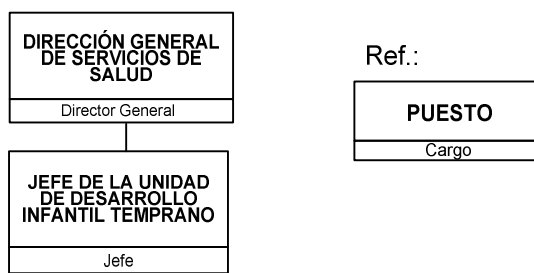 DIRECCIÓN GENERAL
DE SERVICIOS DE
SALUD
Director General
JEFE DE LA UNIDAD
DE DESARROLLO
INFANTIL TEMPRANO
Jefe
Ref.:
PUESTO
Cargo